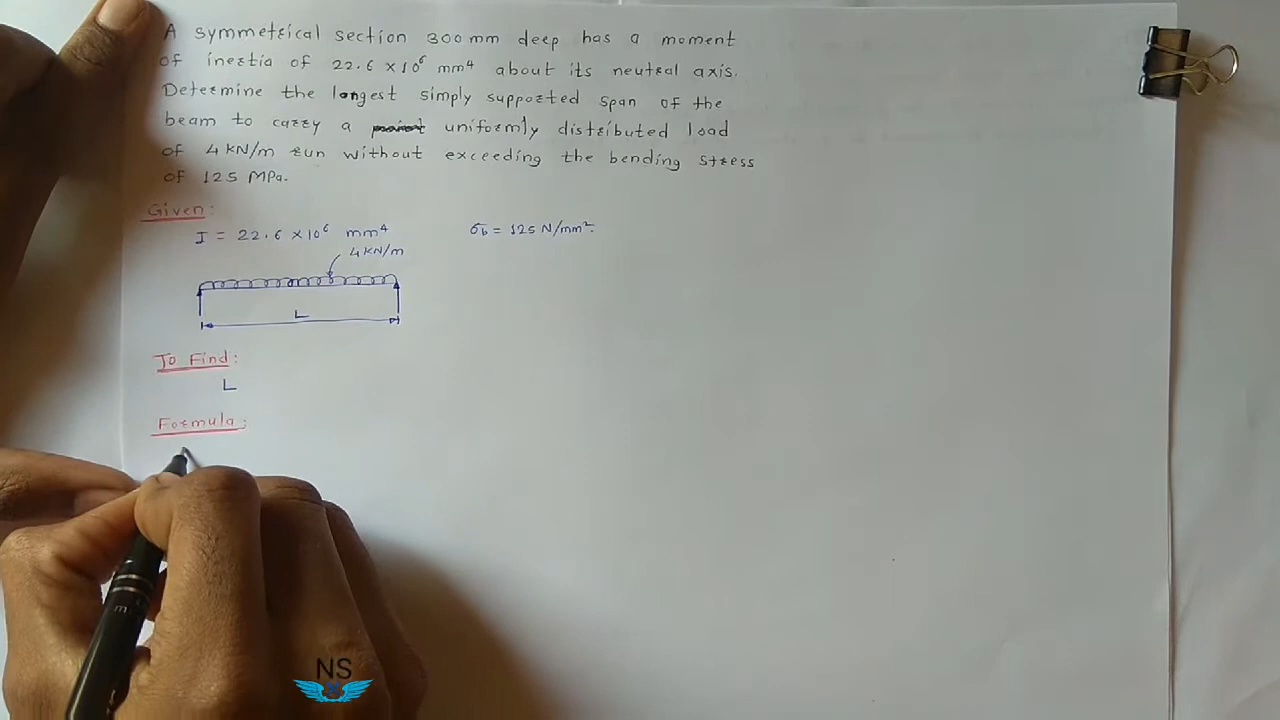 A symmetrical section 300mm deep has a moment
of inertia of 22.6 ×10⁶ mm⁴ about its neutral axis.
Determine the longest simply supported span of the
beam to carry a uniformly distributed load
of 4 kN/m run without exceeding the bending stress
of 125 MPa.
Given:
I = 22.6 ×10⁶ mm⁴
σb = 125 N/mm².
4 kN/m
L
To Find:
L
Formula:
NS